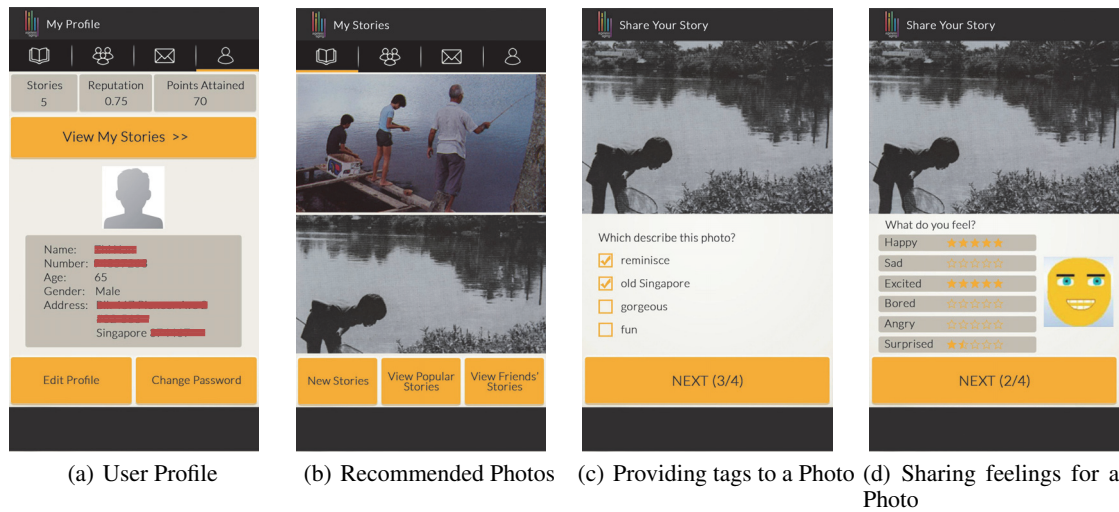 My Profile
Stories
5
Reputation
0.75
Points Attained
70
View My Stories >>
Name:
Number:
Age: 65
Gender: Male
Address:
Singapore
Edit Profile
Change Password
(a) User Profile
My Stories
New Stories
View Popular
Stories
View Friends'
Stories
(b) Recommended Photos
Share Your Story
Which describe this photo?
reminisce
old Singapore
gorgeous
fun
NEXT (3/4)
(c) Providing tags to a Photo
Share Your Story
What do you feel?
Happy
Sad
Excited
Bored
Angry
Surprised
NEXT (2/4)
(d) Sharing feelings for a
Photo